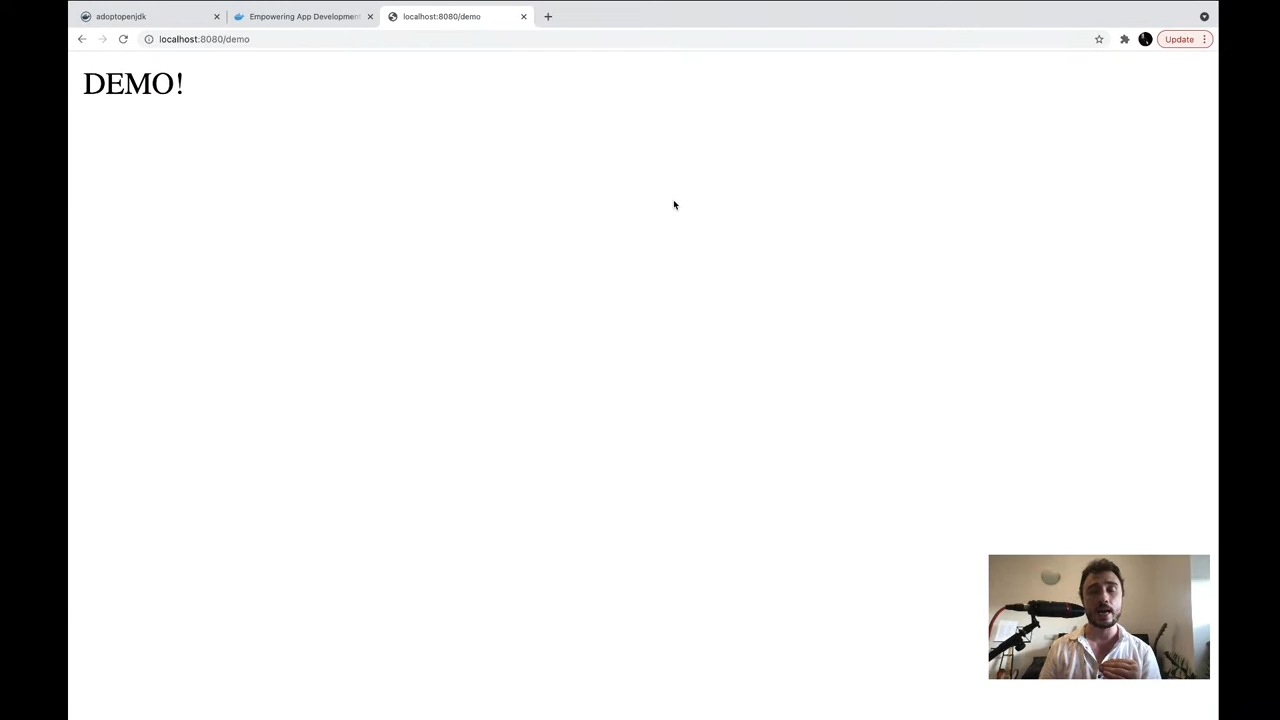 adoptopenjdk
Empowering App Development
localhost:8080/demo
localhost:8080/demo
Update
DEMO!